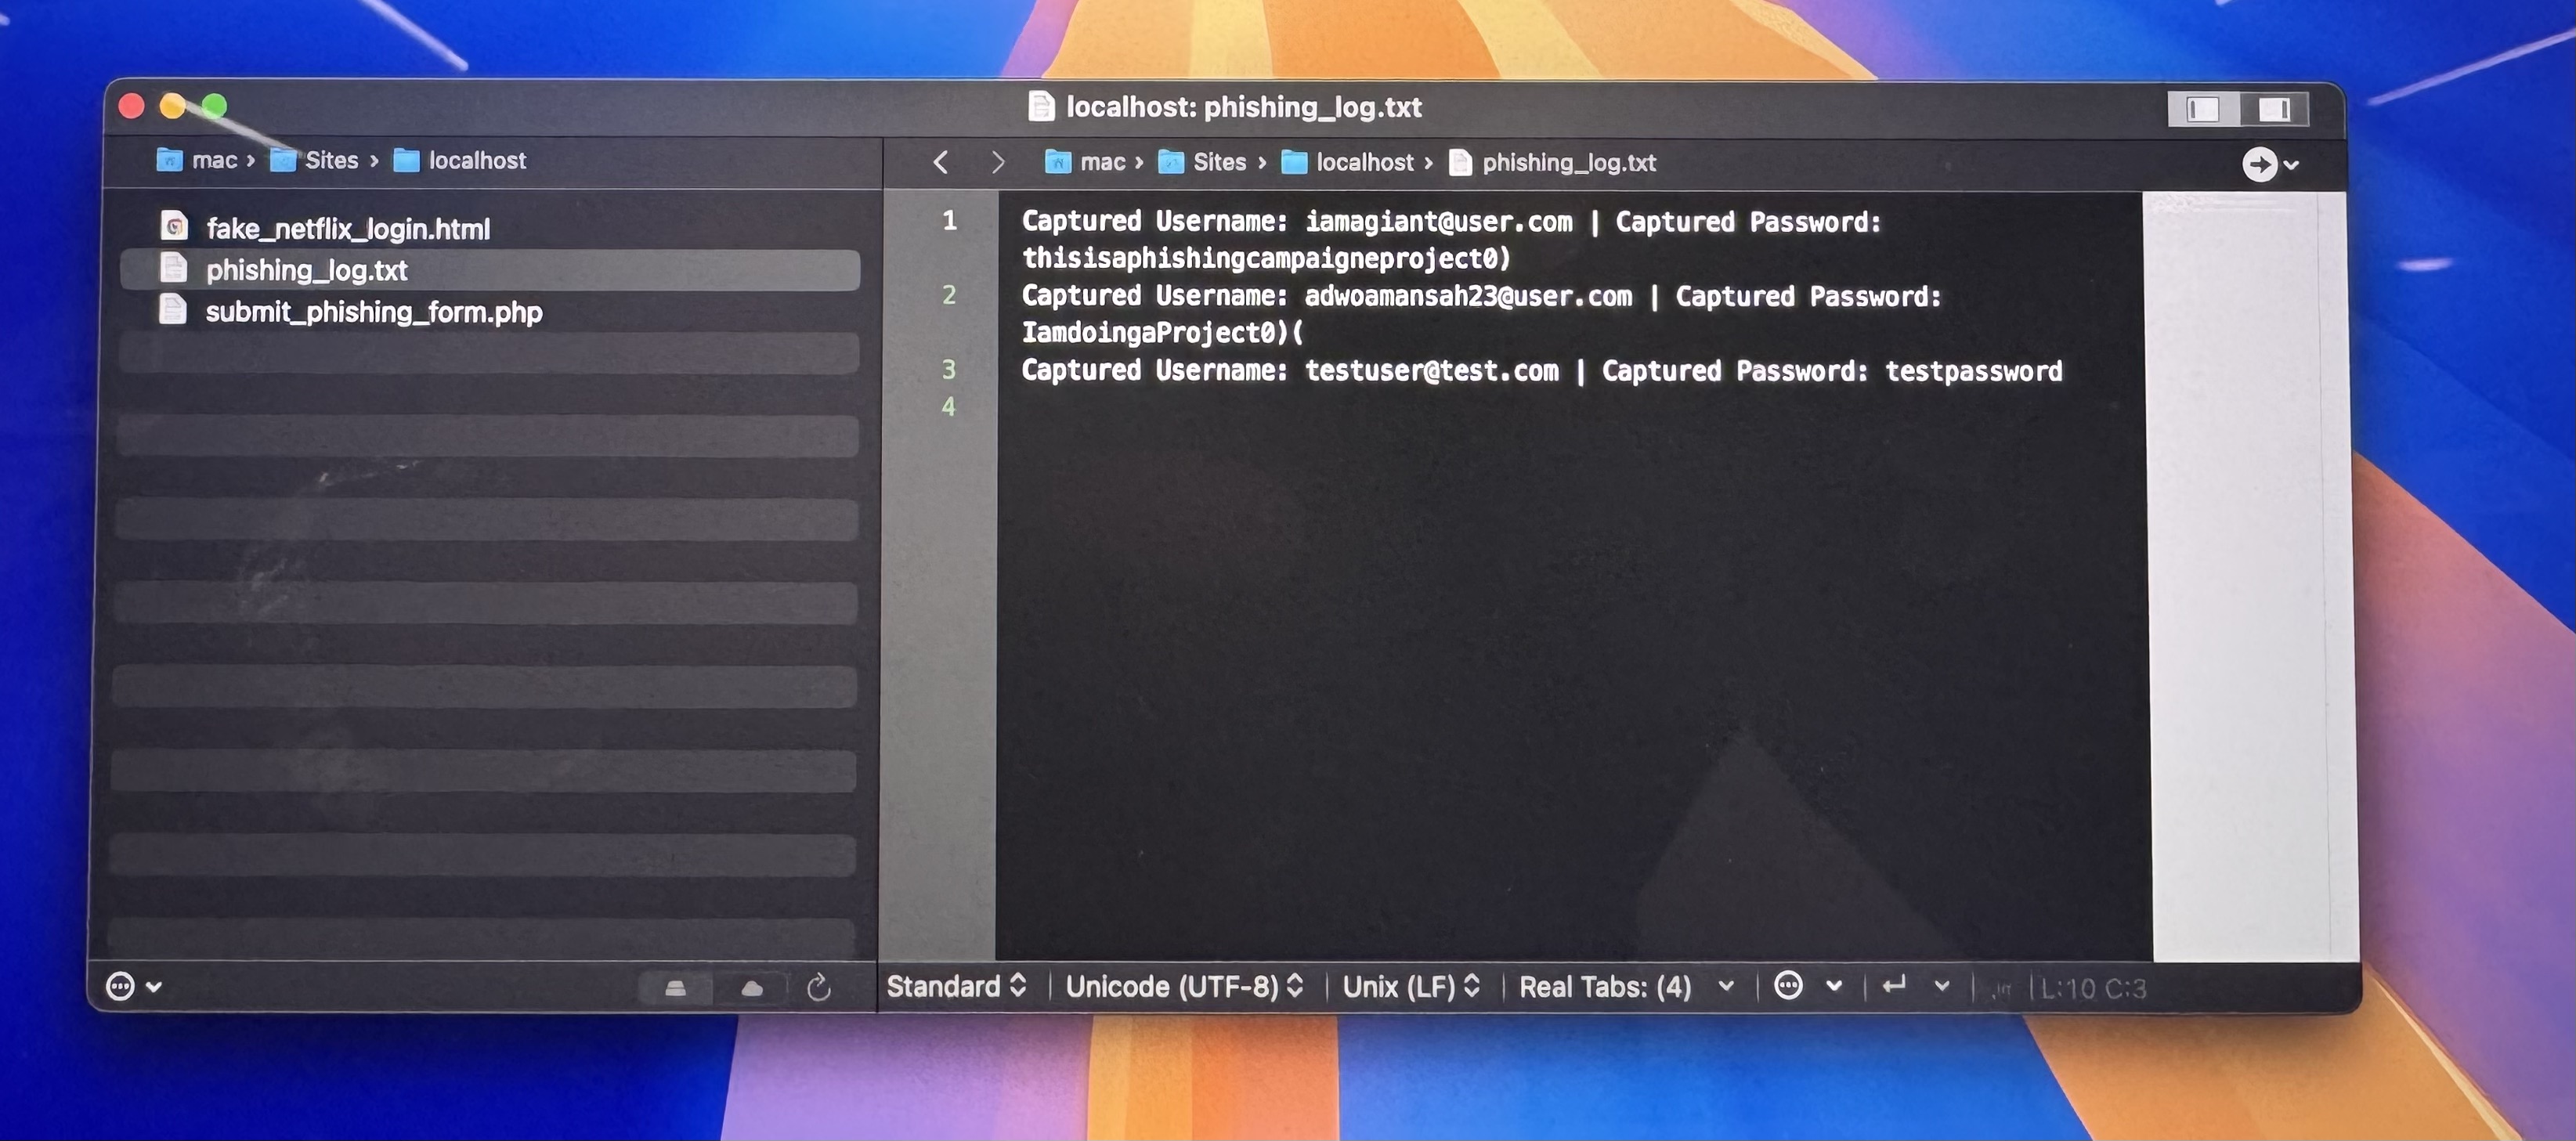 localhost: phishing_log.txt
mac › Sites › localhost
mac › Sites › localhost › phishing_log.txt
fake_netflix_login.html
phishing_log.txt
submit_phishing_form.php
1 Captured Username: iamagiant@user.com | Captured Password:
thisisaphishingcampaigneproject0)
2 Captured Username: adwoamansah23@user.com | Captured Password:
IamdoingaProject0)(
3 Captured Username: testuser@test.com | Captured Password: testpassword
4
Standard | Unicode (UTF-8) | Unix (LF) | Real Tabs: (4) | L:10 C:3